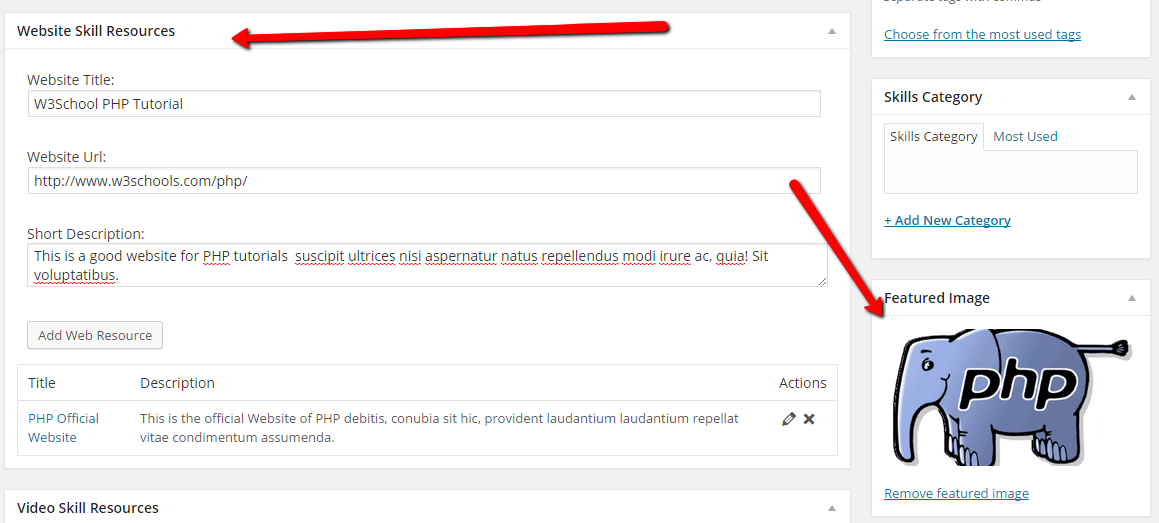 Website Skill Resources
Website Title:
W3School PHP Tutorial
Website Url:
http://www.w3schools.com/php/
Short Description:
This is a good website for PHP tutorials  suscipit ultrices nisi aspernatur natus repellendus modi irure ac, quia! Sit
voluptatibus.
Add Web Resource
Title Description Actions
PHP Official
Website
This is the official Website of PHP debitis, conubia sit hic, provident laudantium laudantium repellat
vitae condimentum assumenda.
Video Skill Resources
Separate tags with commas
Choose from the most used tags
Skills Category
Skills Category Most Used
+ Add New Category
Featured Image
php
Remove featured image